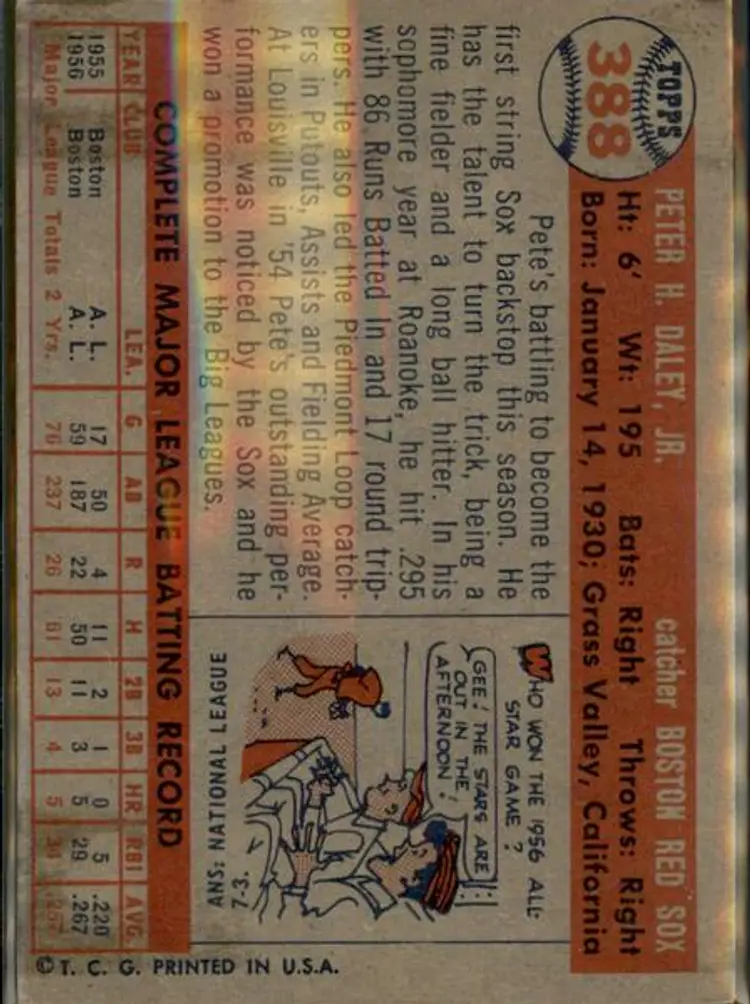 TOPPS
388
PETER H. DALEY, JR. catcher BOSTON RED SOX
Ht: 6' Wt: 195 Bats: Right Throws: Right
Born: January 14, 1930; Grass Valley, California
Pete's battling to become the
first string Sox backstop this season. He
has the talent to turn the trick, being a
fine fielder and a long ball hitter. In his
sophomore year at Roanoke, he hit .295
with 86 Runs Batted In and 17 round trip-
pers. He also led the Piedmont Loop catch-
ers in Putouts, Assists and Fielding Average.
At Louisville in '54 Pete's outstanding per-
formance was noticed by the Sox and he
won a promotion to the Big Leagues.
WHO WON THE 1956 ALL-
STAR GAME?
GEE! THE STARS ARE
OUT IN THE
AFTERNOON!
ANS: NATIONAL LEAGUE
7-3.
COMPLETE MAJOR LEAGUE BATTING RECORD
YEAR CLUB LEA. G AB R H 2B 3B HR RBI AVG.
1955 Boston A. L. 17 50 4 11 2 1 0 5 .220
1956 Boston A. L. 59 187 22 50 11 3 5 29 .267
Major League Totals 2 Yrs. 76 237 26 61 13 4 5 34 .257
© T. C. G. PRINTED IN U.S.A.